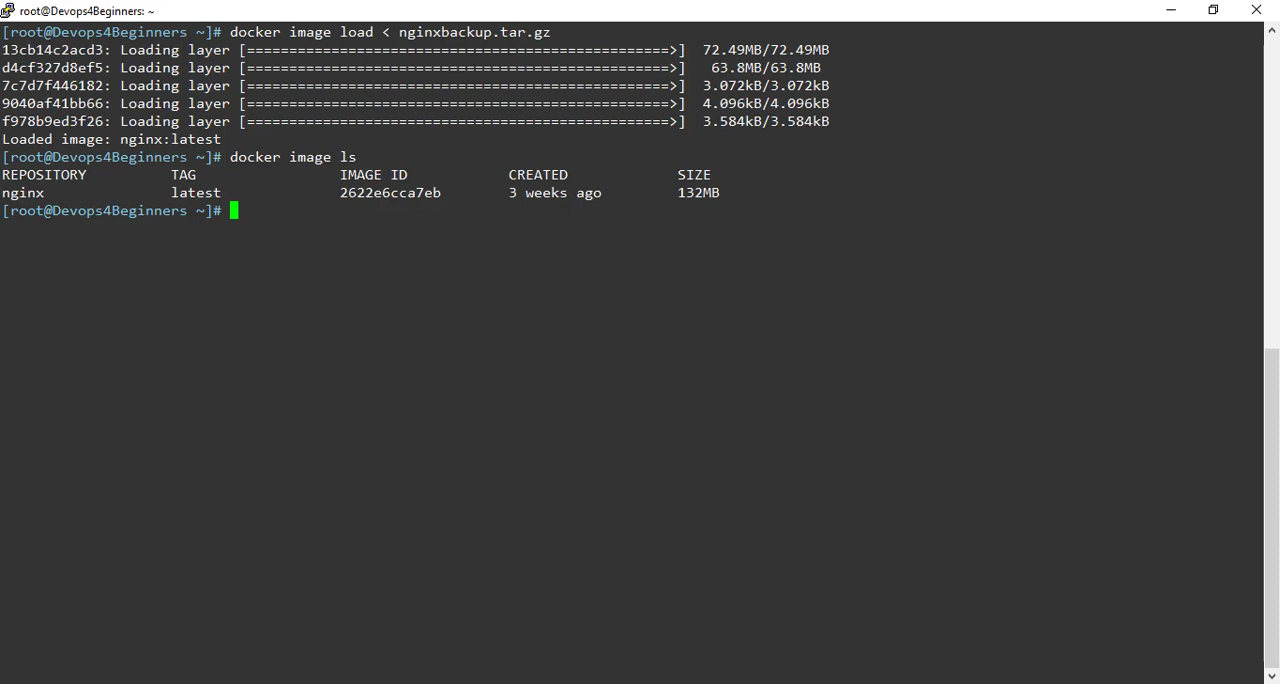 root@Devops4Beginners: ~
[root@Devops4Beginners ~]# docker image load < nginxbackup.tar.gz
13cb14c2acd3: Loading layer [==================================================>]  72.49MB/72.49MB
d4cf327d8ef5: Loading layer [==================================================>]   63.8MB/63.8MB
7c7d7f446182: Loading layer [==================================================>]  3.072kB/3.072kB
9040af41bb66: Loading layer [==================================================>]  4.096kB/4.096kB
f978b9ed3f26: Loading layer [==================================================>]  3.584kB/3.584kB
Loaded image: nginx:latest
[root@Devops4Beginners ~]# docker image ls
REPOSITORY          TAG                 IMAGE ID            CREATED             SIZE
nginx               latest              2622e6cca7eb        3 weeks ago         132MB
[root@Devops4Beginners ~]#